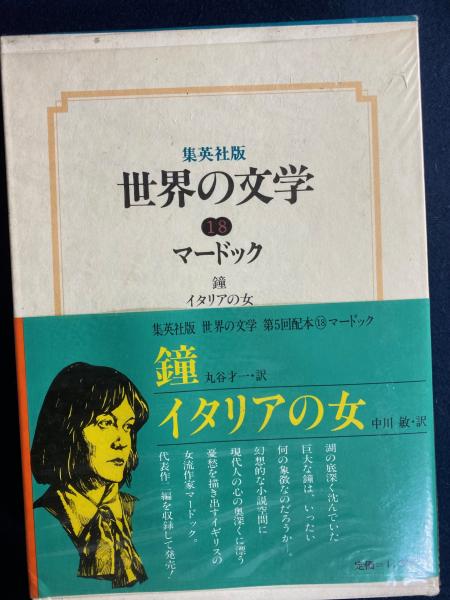 集英社版
世界の文学
18
マードック
鐘
イタリアの女
集英社版 世界の文学 第5回配本⑱マードック
鐘 丸谷才一・訳
イタリアの女 中川 敏・訳
湖の底深く沈んでいた
巨大な鐘は、いったい
何の象徴なのだろうか――。
幻想的な小説空間に
現代人の心の奥深くに漂う
憂愁を描き出すイギリスの
女流作家マードック。
代表作二編を収録して発売!
定価=1,